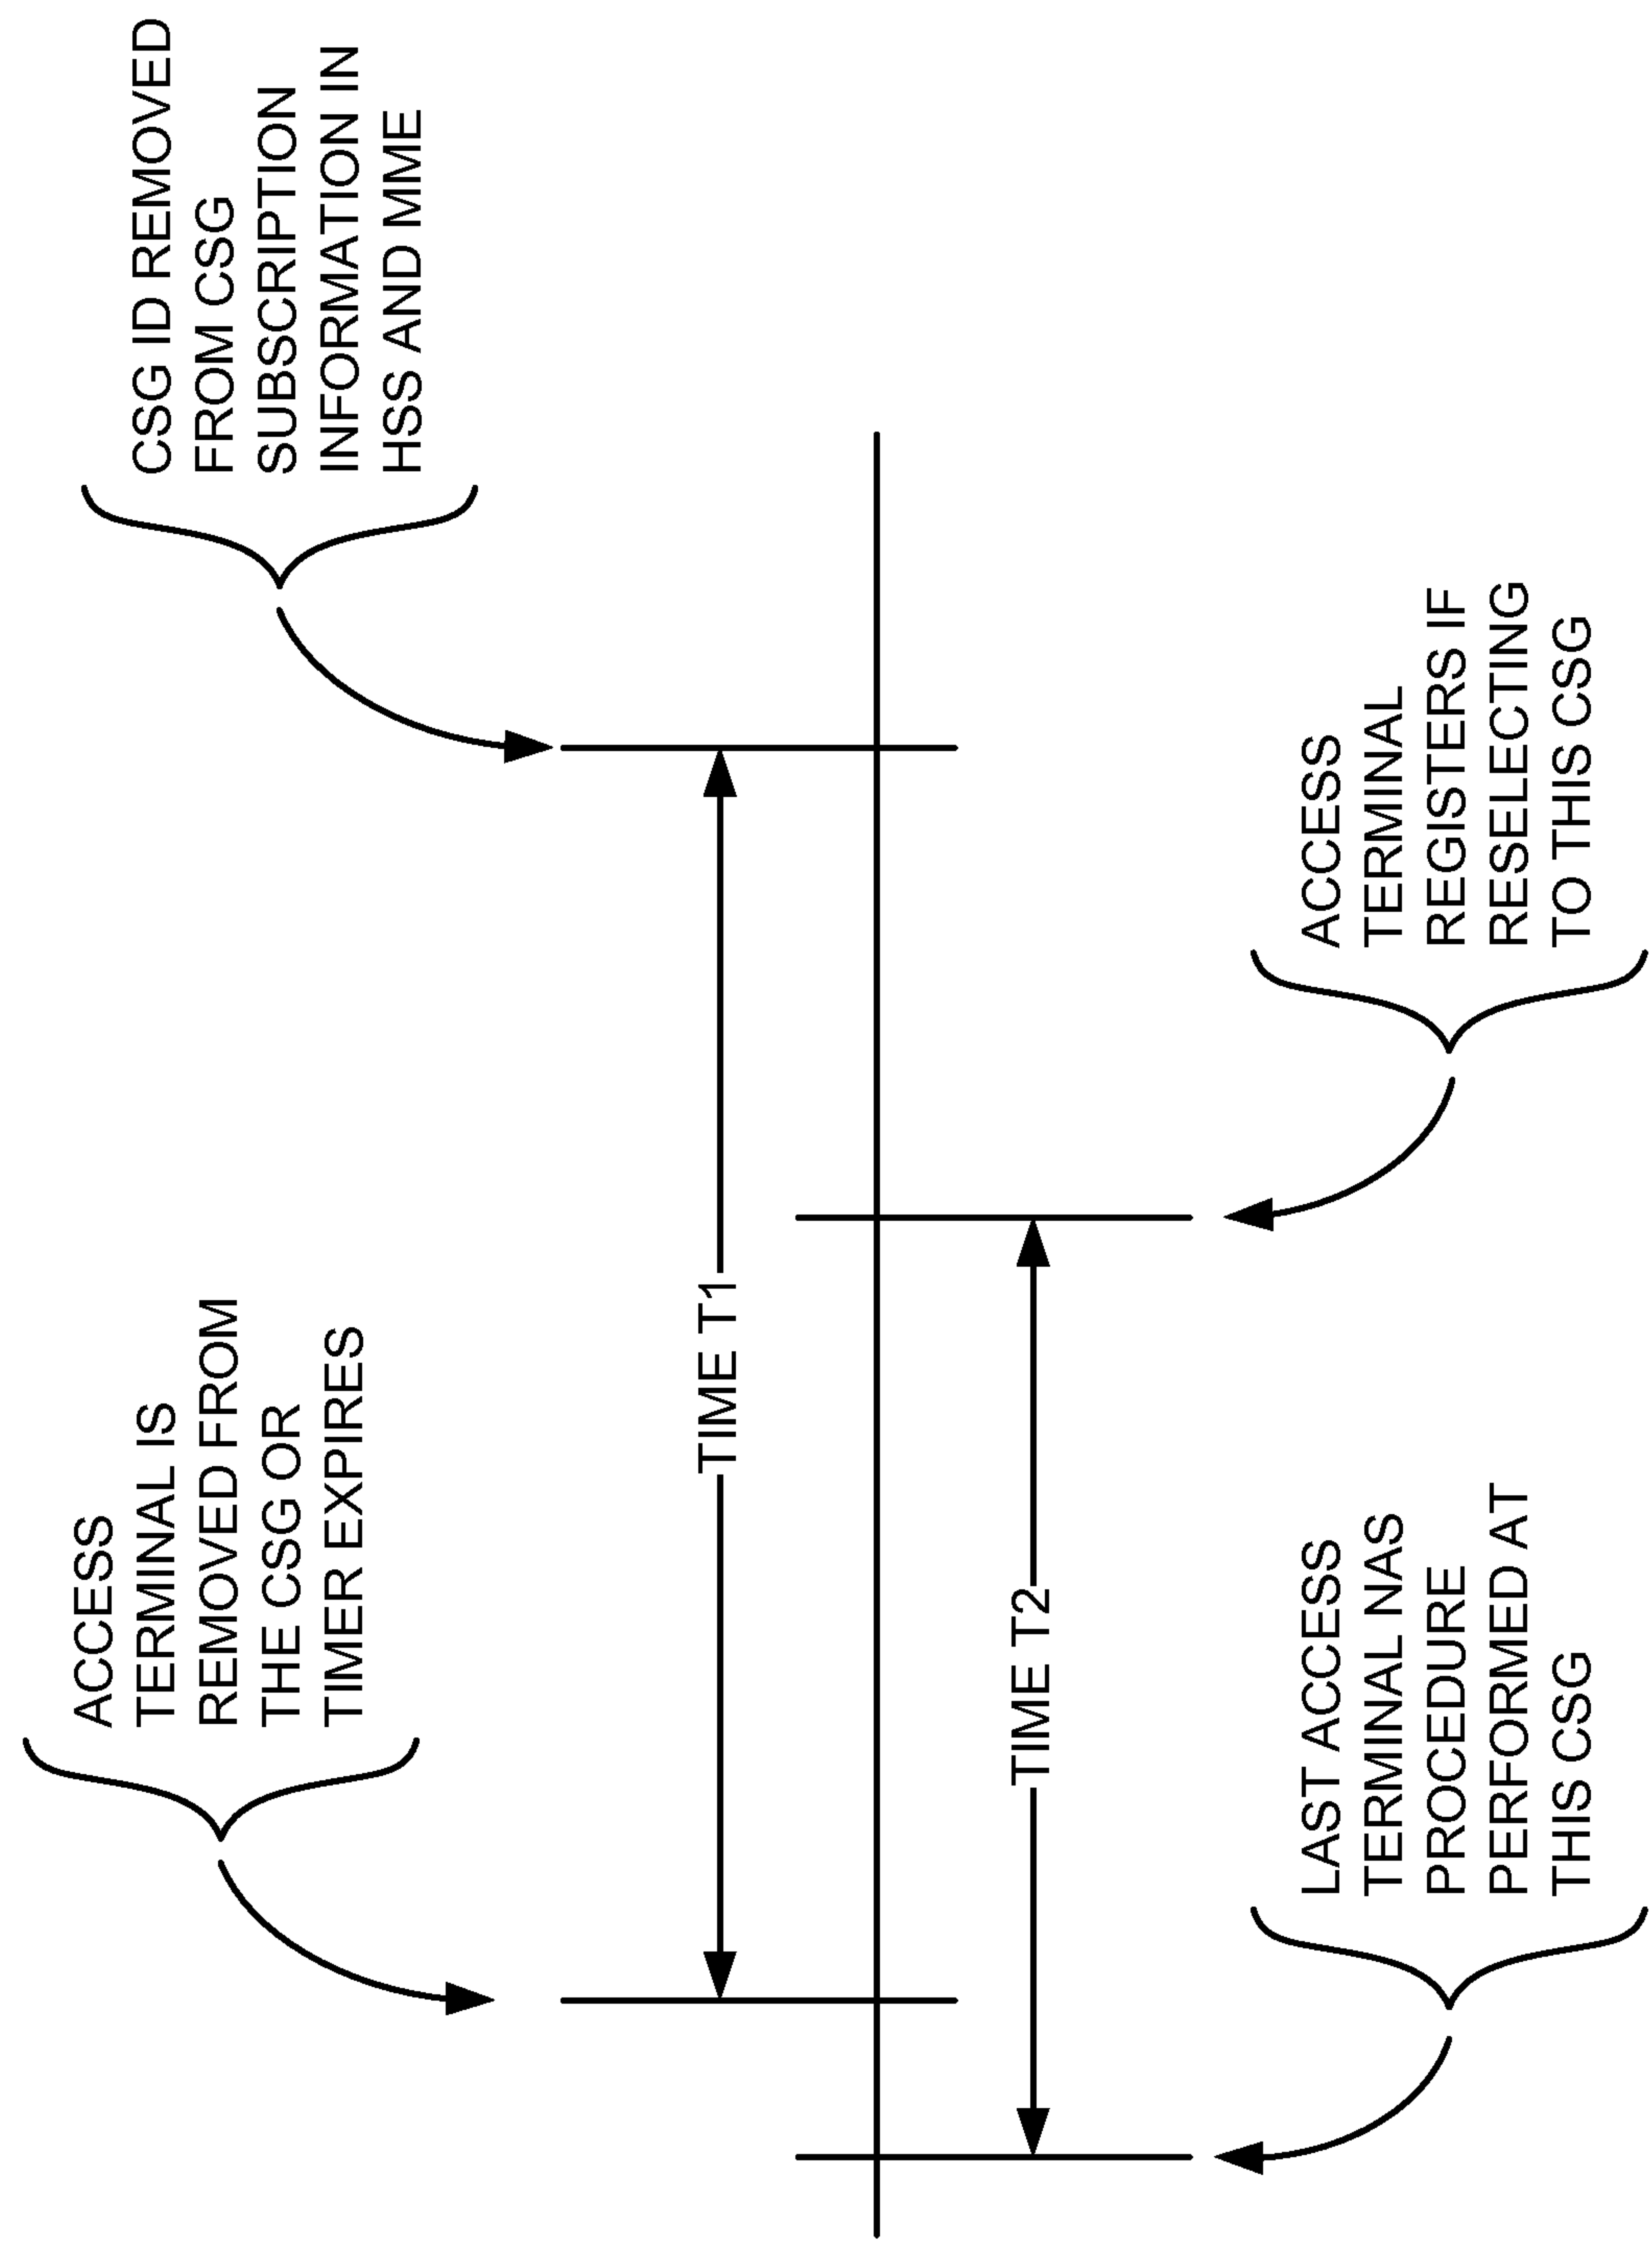 ACCESS
TERMINAL IS
REMOVED FROM
THE CSG OR
TIMER EXPIRES
CSG ID REMOVED
FROM CSG
SUBSCRIPTION
INFORMATION IN
HSS AND MME
TIME T1
TIME T2
LAST ACCESS
TERMINAL NAS
PROCEDURE
PERFORMED AT
THIS CSG
ACCESS
TERMINAL
REGISTERS IF
RESELECTING
TO THIS CSG